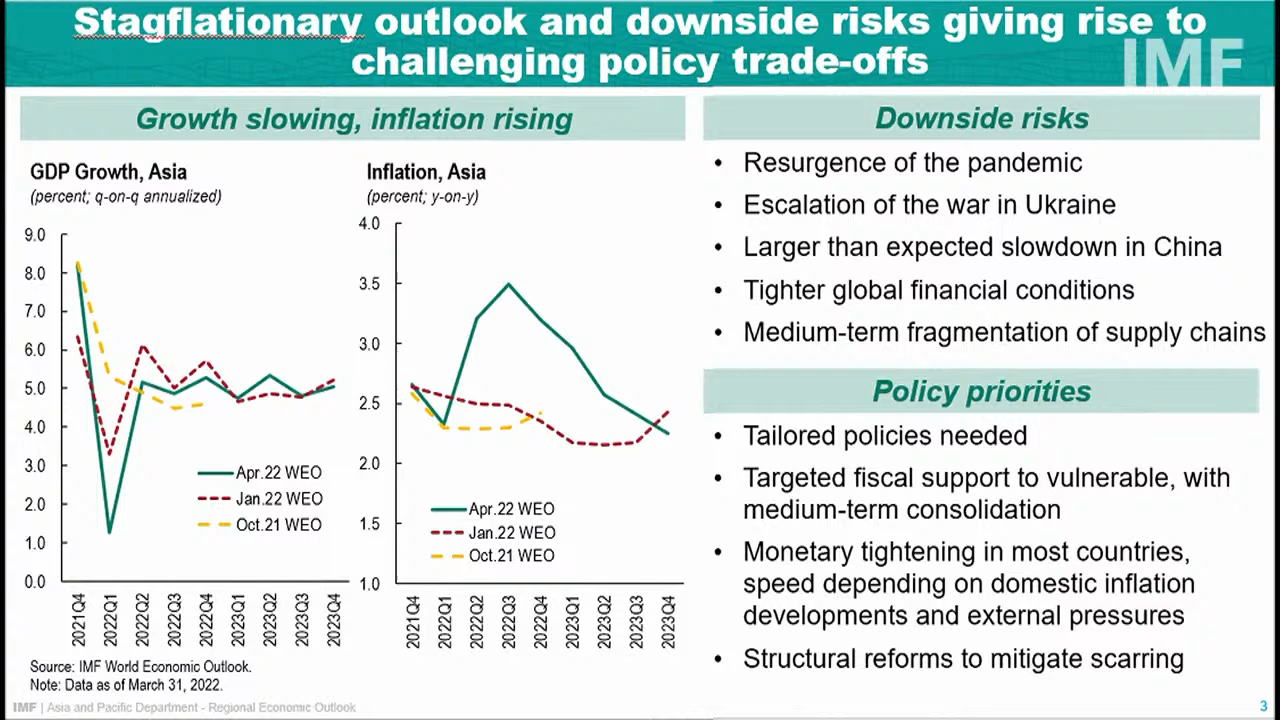 Stagflationary outlook and downside risks giving rise to
challenging policy trade-offs
IMF
Growth slowing, inflation rising
GDP Growth, Asia
(percent; q-on-q annualized)
9.0
8.0
7.0
6.0
5.0
4.0
3.0
2.0
1.0
0.0
Apr.22 WEO
Jan.22 WEO
Oct.21 WEO
2021Q4
2022Q1
2022Q2
2022Q3
2022Q4
2023Q1
2023Q2
2023Q3
2023Q4
Inflation, Asia
(percent; y-on-y)
4.0
3.5
3.0
2.5
2.0
1.5
1.0
Apr.22 WEO
Jan.22 WEO
Oct.21 WEO
2021Q4
2022Q1
2022Q2
2022Q3
2022Q4
2023Q1
2023Q2
2023Q3
2023Q4
Source: IMF World Economic Outlook.
Note: Data as of March 31, 2022.
Downside risks
• Resurgence of the pandemic
• Escalation of the war in Ukraine
• Larger than expected slowdown in China
• Tighter global financial conditions
• Medium-term fragmentation of supply chains
Policy priorities
• Tailored policies needed
• Targeted fiscal support to vulnerable, with
medium-term consolidation
• Monetary tightening in most countries,
speed depending on domestic inflation
developments and external pressures
• Structural reforms to mitigate scarring
IMF | Asia and Pacific Department - Regional Economic Outlook
3